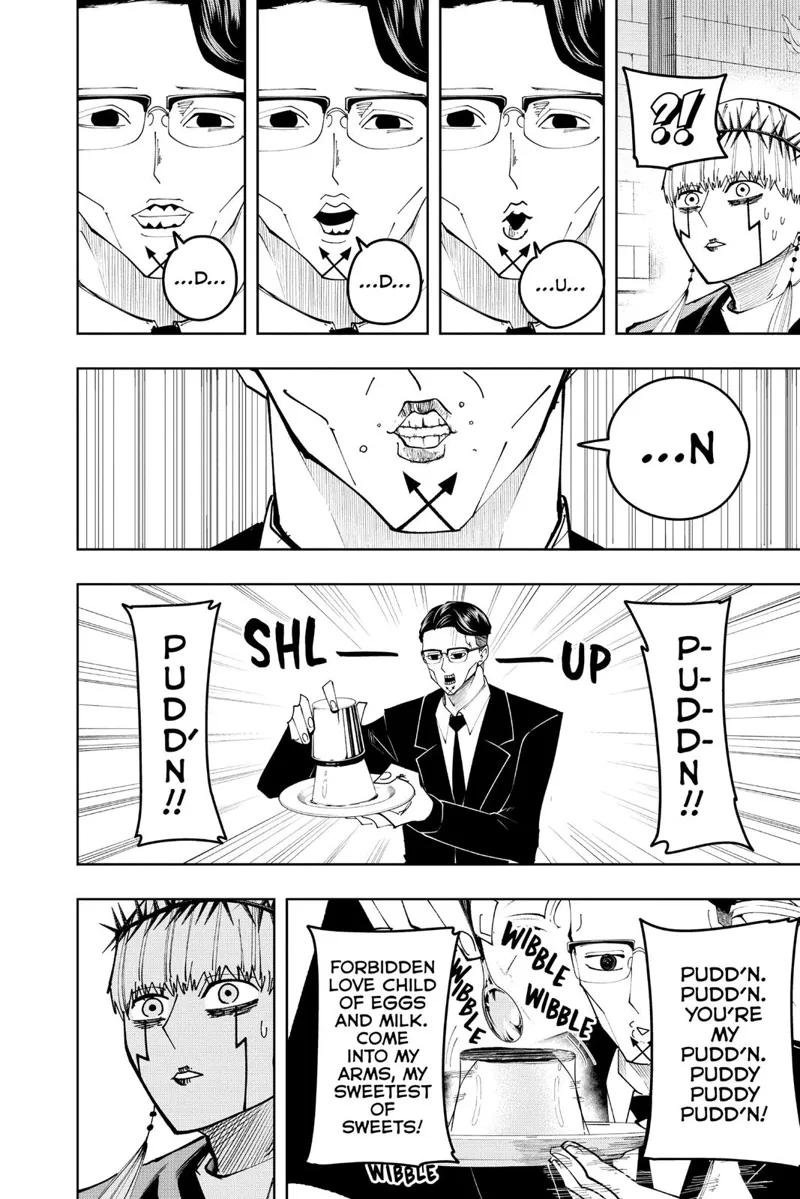 ?!
...U...
...D...
...D...
...N
P-
U-
D-
D-
N!!
SHL — — UP
P
U
D
D'
N!!
PUDD'N.
PUDD'N.
YOU'RE
MY
PUDD'N.
PUDDY
PUDDY
PUDD'N!
WIBBLE
WIBBLE
WIBBLE
FORBIDDEN
LOVE CHILD
OF EGGS
AND MILK.
COME
INTO MY
ARMS, MY
SWEETEST
OF
SWEETS!
WIBBLE